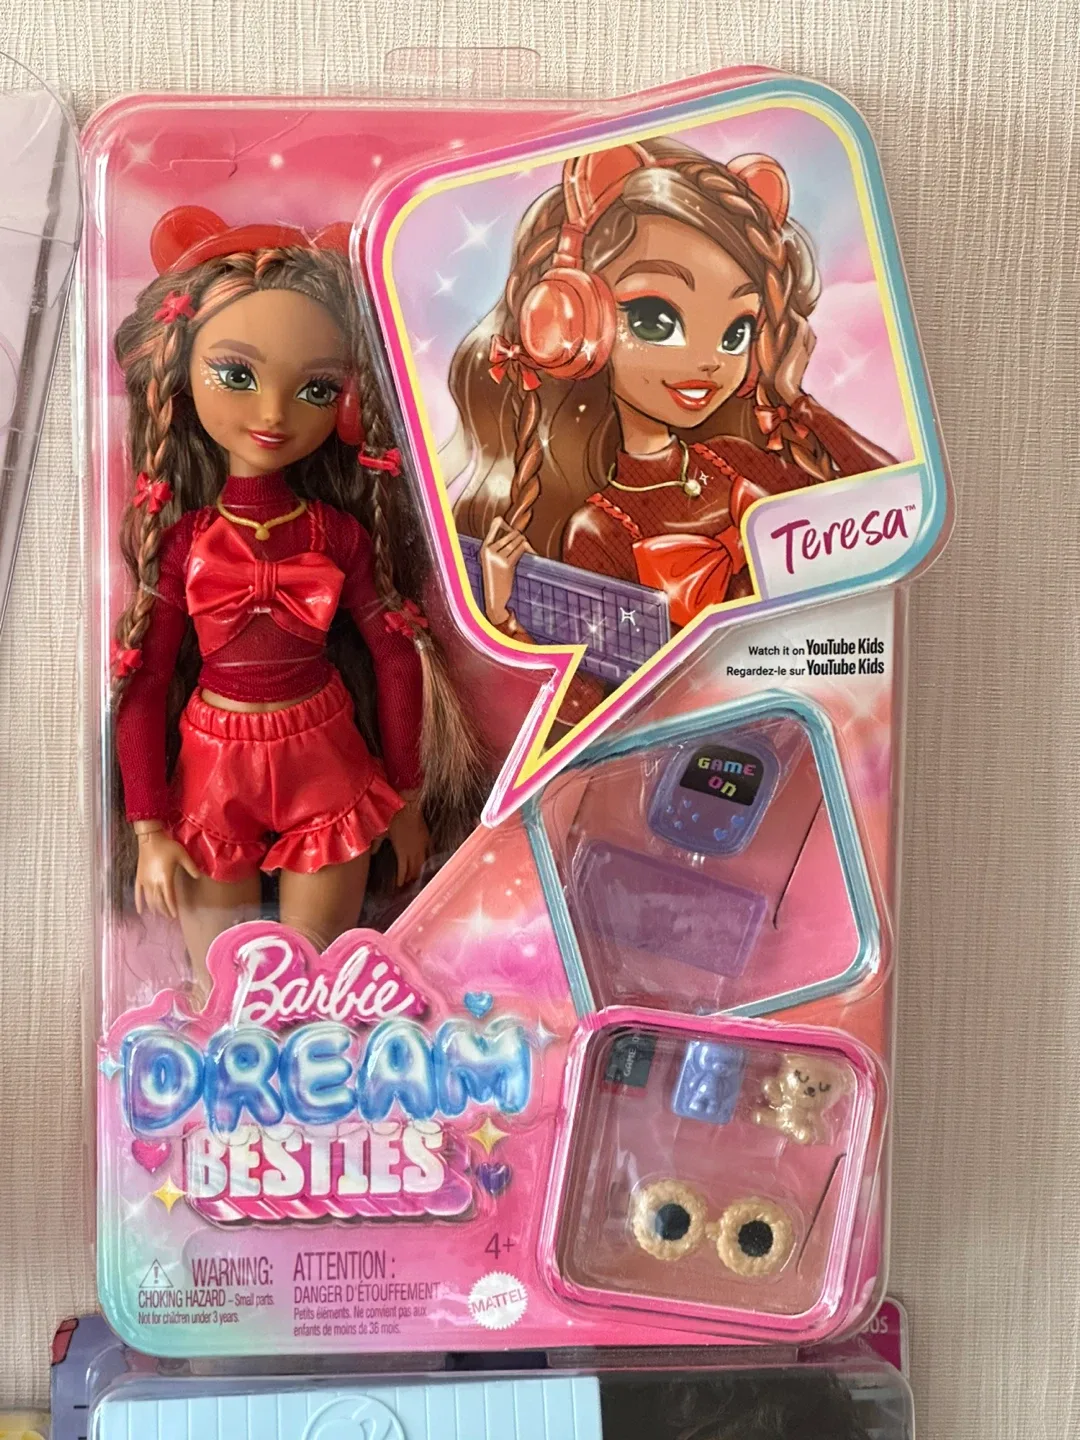 Teresa™
Watch it on YouTube Kids
Regardez-le sur YouTube Kids
GAME
On
GAME
Barbie
DREAM
BESTIES
4+
WARNING:
CHOKING HAZARD – Small parts.
Not for children under 3 years.
ATTENTION :
DANGER D'ÉTOUFFEMENT
Petits éléments. Ne convient pas aux
enfants de moins de 36 mois.
MATTEL